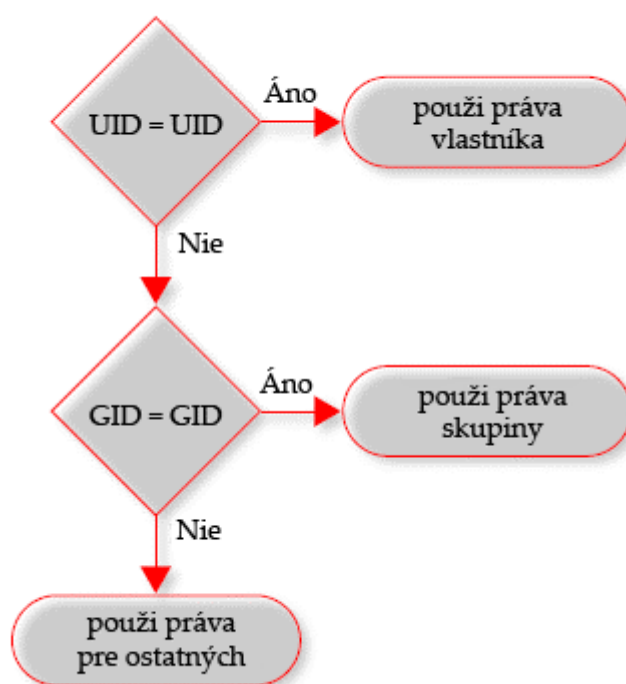 UID = UID
Áno
použi práva
vlastníka
Nie
GID = GID
Áno
použi práva
skupiny
Nie
použi práva
pre ostatných